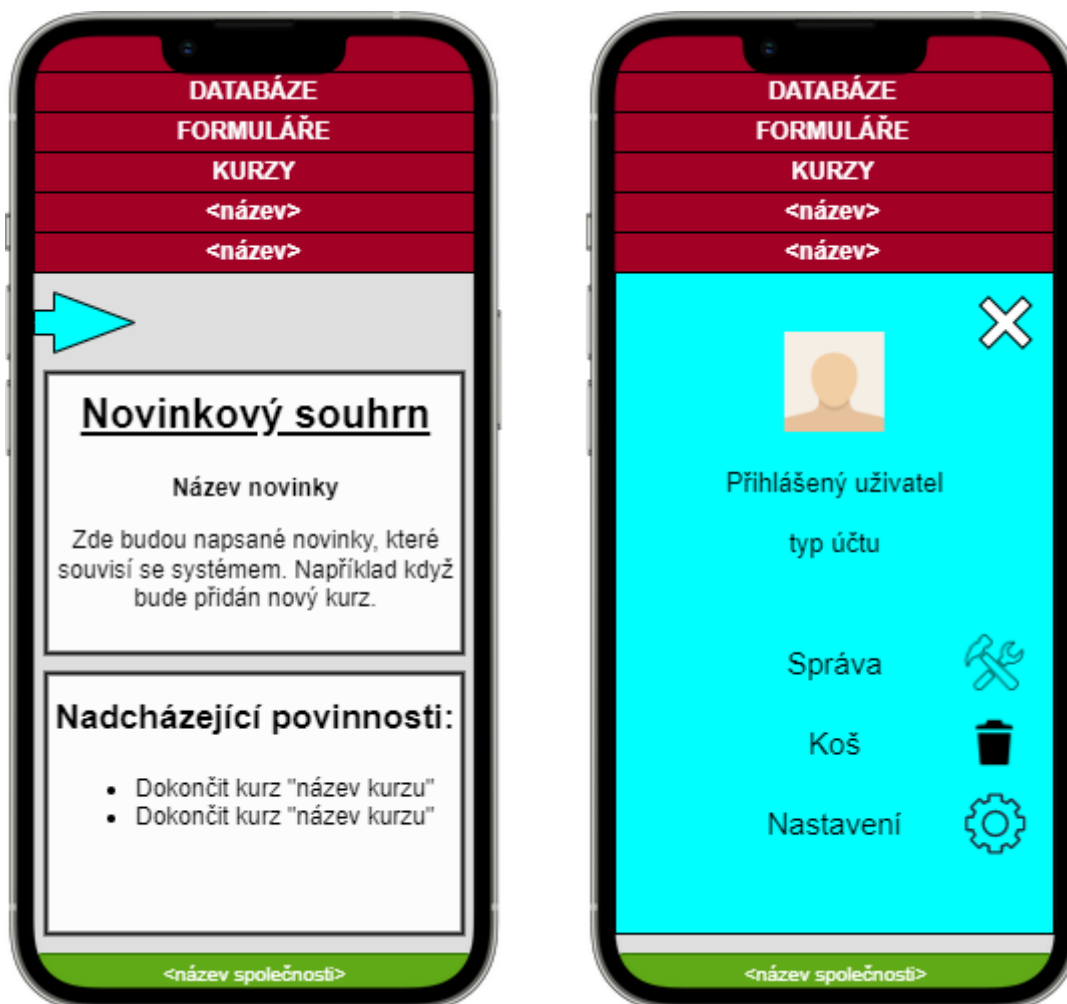 DATABÁZE
FORMULÁŘE
KURZY
<název>
<název>
Novinkový souhrn
Název novinky
Zde budou napsané novinky, které
souvisí se systémem. Například když
bude přidán nový kurz.
Nadcházející povinnosti:
• Dokončit kurz "název kurzu"
• Dokončit kurz "název kurzu"
<název společnosti>
DATABÁZE
FORMULÁŘE
KURZY
<název>
<název>
Přihlášený uživatel
typ účtu
Správa
Koš
Nastavení
<název společnosti>